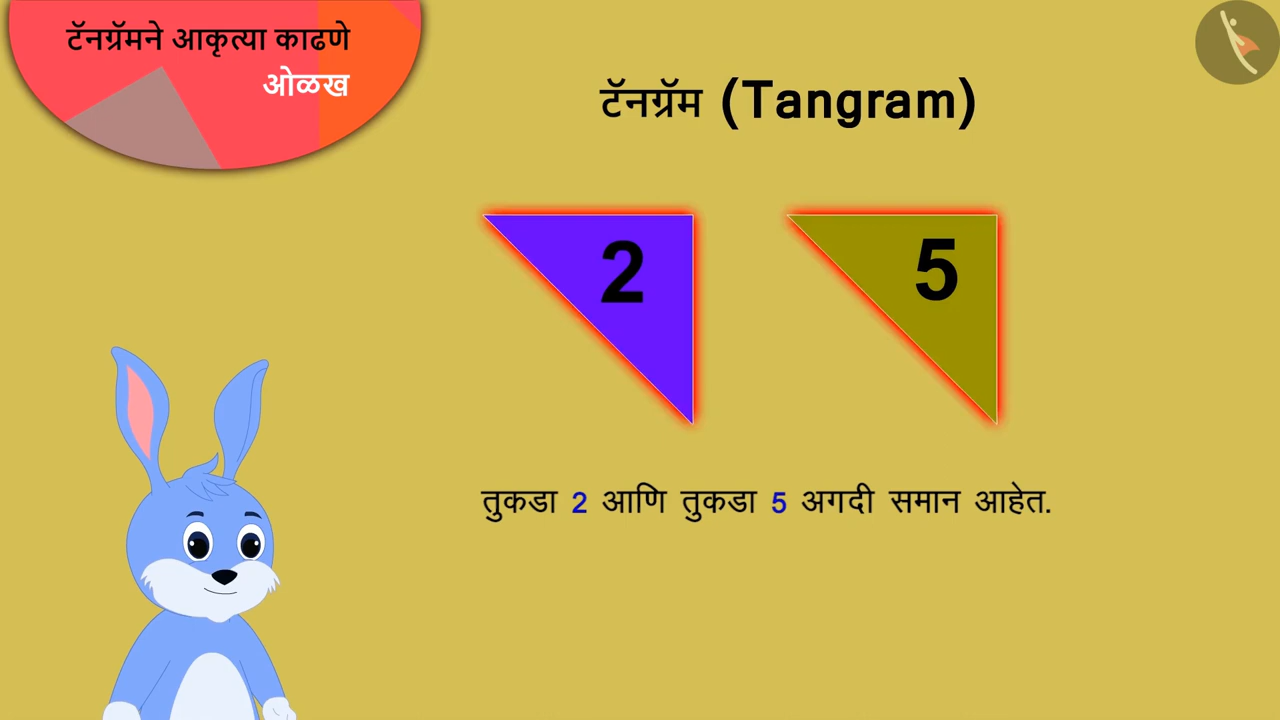 टॅनग्रॅमने आकृत्या काढणे
ओळख
टॅनग्रॅम (Tangram)
2
5
तुकडा 2 आणि तुकडा 5 अगदी समान आहेत.